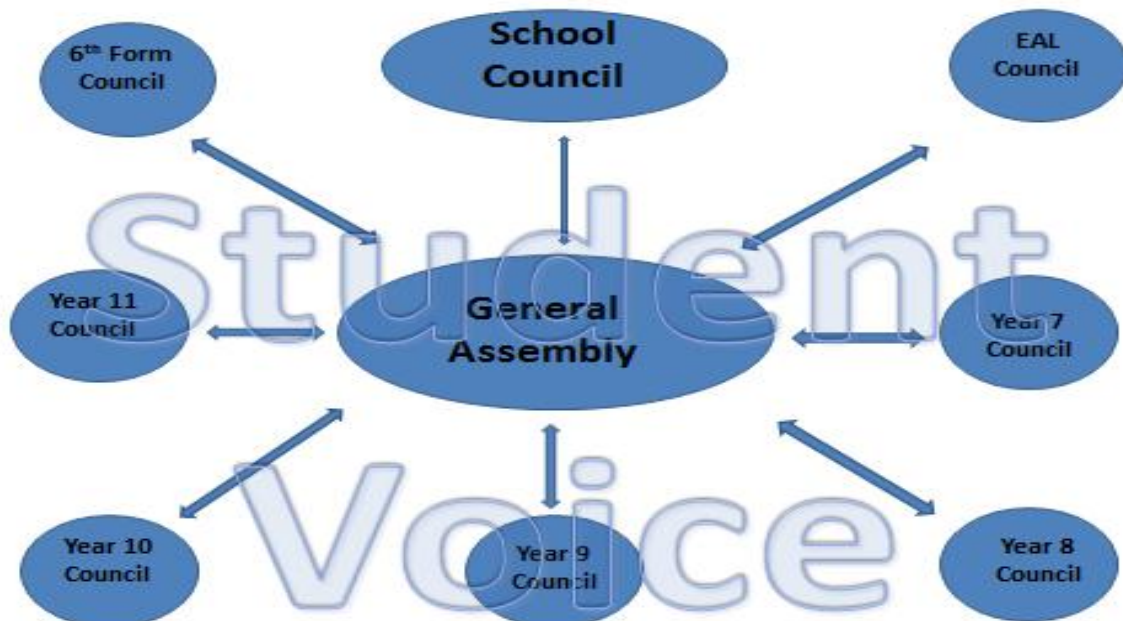 6th Form
Council
School
Council
EAL
Council
Student
Year 11
Council
General
Assembly
Year 7
Council
Voice
Year 10
Council
Year 9
Council
Year 8
Council